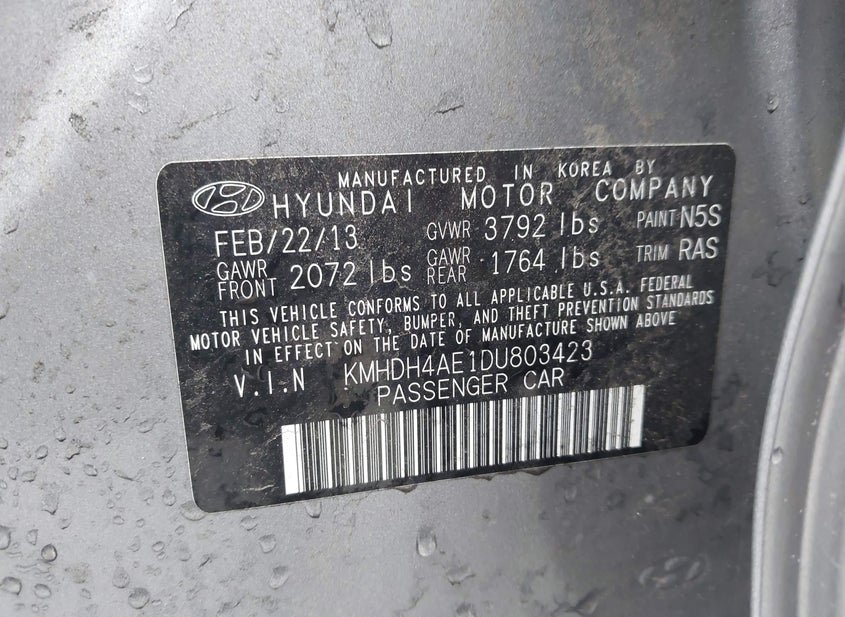 MANUFACTURED IN KOREA BY
HYUNDAI MOTOR COMPANY
FEB/22/13 GVWR 3792 lbs PAINT N5S
GAWR FRONT 2072 lbs GAWR REAR 1764 lbs TRIM RAS
THIS VEHICLE CONFORMS TO ALL APPLICABLE U.S.A. FEDERAL
MOTOR VEHICLE SAFETY, BUMPER, AND THEFT PREVENTION STANDARDS
IN EFFECT ON THE DATE OF MANUFACTURE SHOWN ABOVE
V.I.N KMHDH4AE1DU803423
PASSENGER CAR